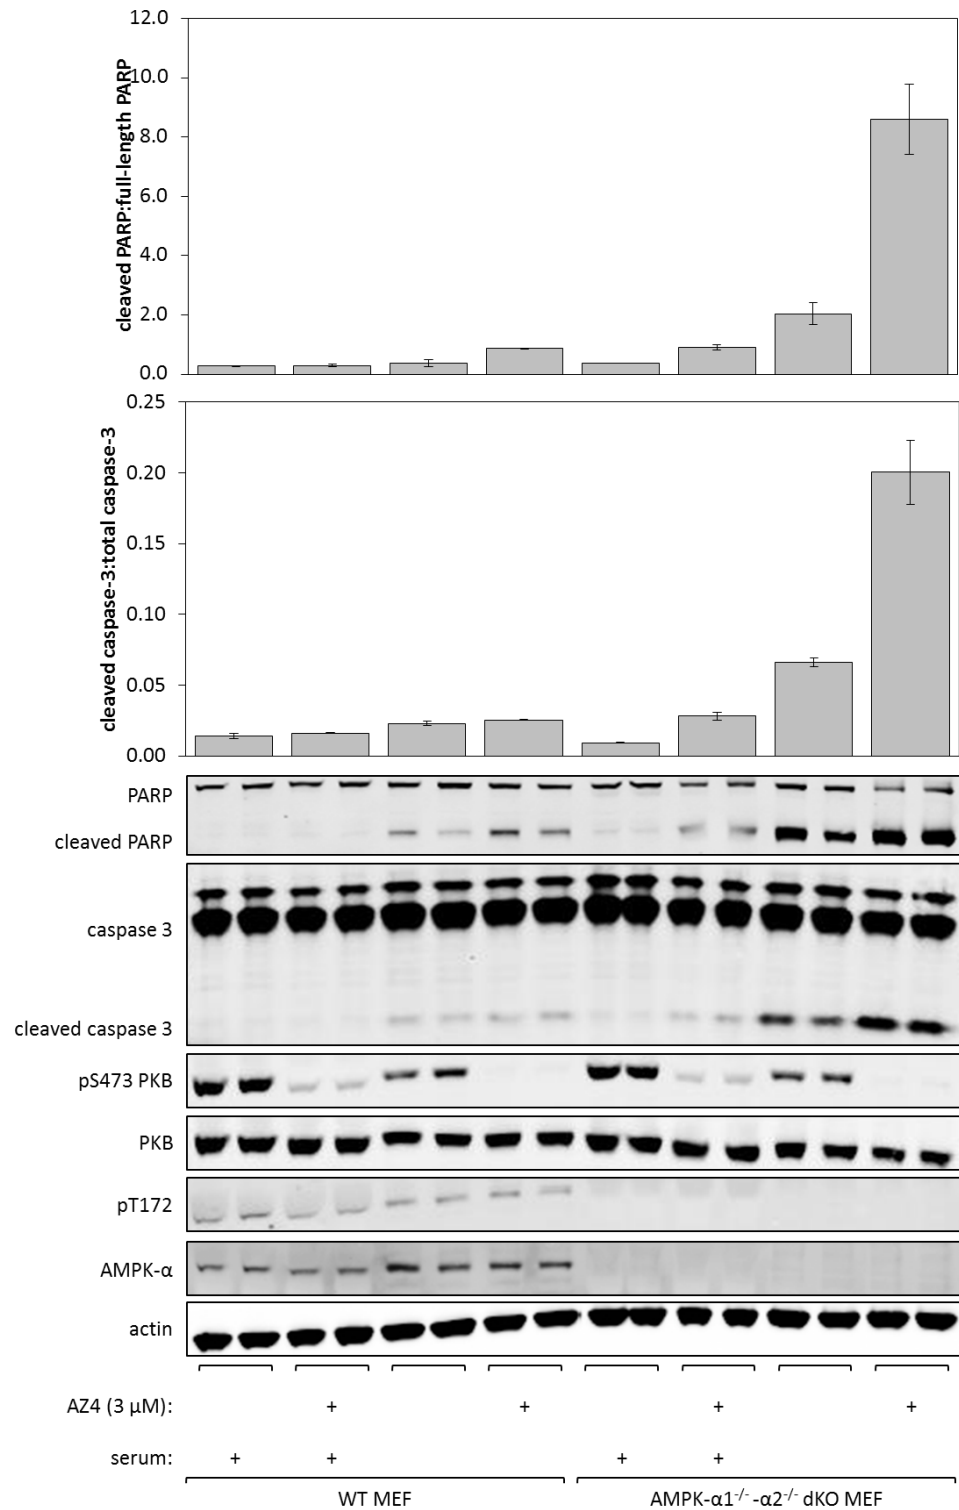 cleaved PARP:full-length PARP
12.0
10.0
8.0
6.0
4.0
2.0
0.0
cleaved caspase-3:total caspase-3
0.25
0.20
0.15
0.10
0.05
0.00
PARP
cleaved PARP
caspase 3
cleaved caspase 3
pS473 PKB
PKB
pT172
AMPK-α
actin
AZ4 (3 μM): + + + +
serum: + + + +
WT MEF AMPK-α1-/- -α2-/- dKO MEF